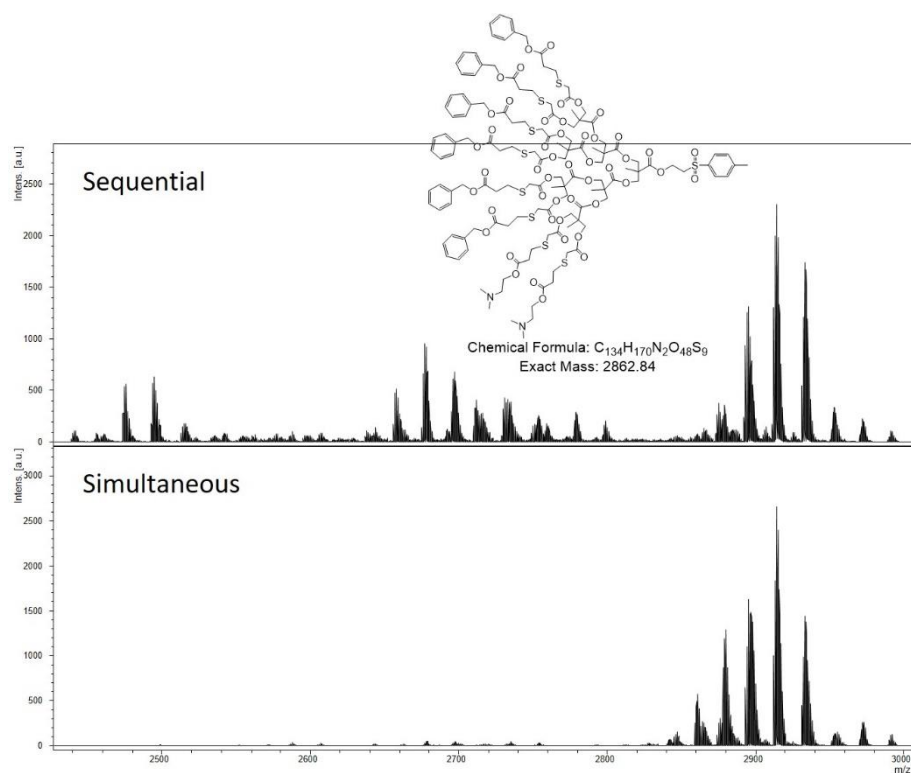 Sequential
Intens. [a.u.]
2500
2000
1500
1000
500
0
Chemical Formula: C₁₃₄H₁₇₀N₂O₄₈S₉
Exact Mass: 2862.84
Simultaneous
Intens. [a.u.]
3000
2500
2000
1500
1000
500
0
2500 2600 2700 2800 2900 3000
m/z